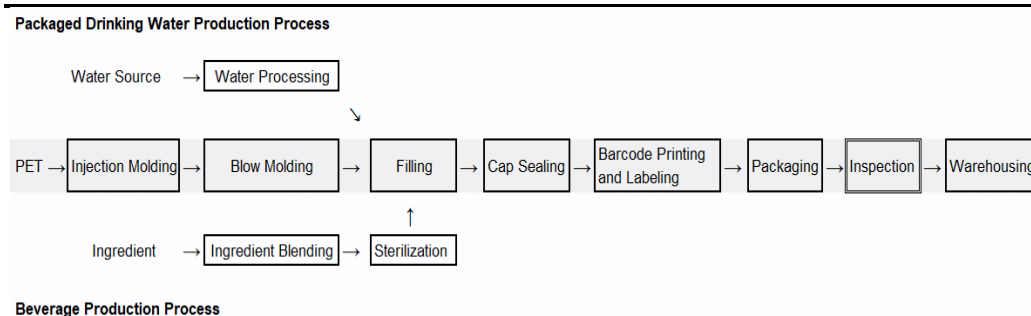 Packaged Drinking Water Production Process
Water Source → Water Processing
↘
PET → Injection Molding → Blow Molding → Filling → Cap Sealing → Barcode Printing and Labeling → Packaging → Inspection → Warehousing
↑
Ingredient → Ingredient Blending → Sterilization
Beverage Production Process